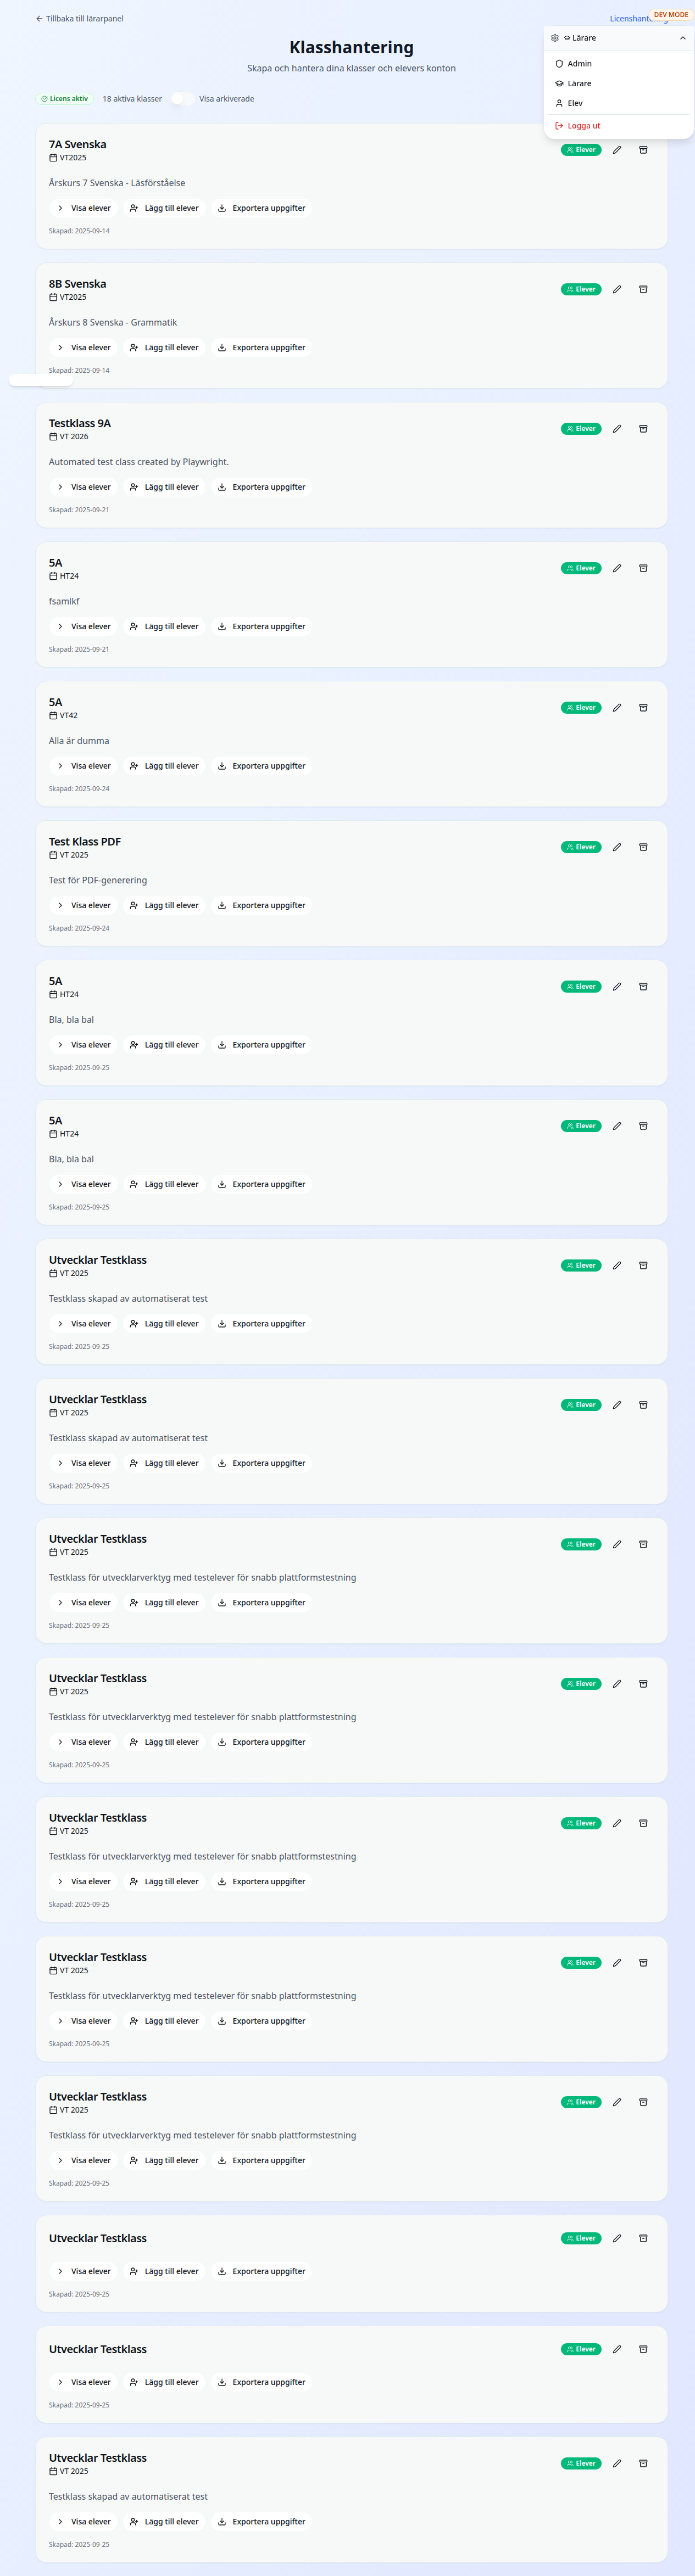 Tillbaka till lärarpanel
DEV MODE
Lärare
Admin
Lärare
Elev
Logga ut
Klasshantering
Skapa och hantera dina klasser och elevers konton
Licens aktiv 18 aktiva klasser Visa arkiverade
7A Svenska
VT2025
Elever
Årskurs 7 Svenska - Läsförståelse
Visa elever Lägg till elever Exportera uppgifter
Skapad: 2025-09-14
8B Svenska
VT2025
Elever
Årskurs 8 Svenska - Grammatik
Visa elever Lägg till elever Exportera uppgifter
Skapad: 2025-09-14
Testklass 9A
VT 2026
Elever
Automated test class created by Playwright.
Visa elever Lägg till elever Exportera uppgifter
Skapad: 2025-09-21
5A
HT24
Elever
fsamlkf
Visa elever Lägg till elever Exportera uppgifter
Skapad: 2025-09-21
5A
VT42
Elever
Alla är dumma
Visa elever Lägg till elever Exportera uppgifter
Skapad: 2025-09-24
Test Klass PDF
VT 2025
Elever
Test för PDF-generering
Visa elever Lägg till elever Exportera uppgifter
Skapad: 2025-09-24
5A
HT24
Elever
Bla, bla bal
Visa elever Lägg till elever Exportera uppgifter
Skapad: 2025-09-25
5A
HT24
Elever
Bla, bla bal
Visa elever Lägg till elever Exportera uppgifter
Skapad: 2025-09-25
Utvecklar Testklass
VT 2025
Elever
Testklass skapad av automatiserat test
Visa elever Lägg till elever Exportera uppgifter
Skapad: 2025-09-25
Utvecklar Testklass
VT 2025
Elever
Testklass skapad av automatiserat test
Visa elever Lägg till elever Exportera uppgifter
Skapad: 2025-09-25
Utvecklar Testklass
VT 2025
Elever
Testklass för utvecklarverktyg med testelever för snabb plattformstestning
Visa elever Lägg till elever Exportera uppgifter
Skapad: 2025-09-25
Utvecklar Testklass
VT 2025
Elever
Testklass för utvecklarverktyg med testelever för snabb plattformstestning
Visa elever Lägg till elever Exportera uppgifter
Skapad: 2025-09-25
Utvecklar Testklass
VT 2025
Elever
Testklass för utvecklarverktyg med testelever för snabb plattformstestning
Visa elever Lägg till elever Exportera uppgifter
Skapad: 2025-09-25
Utvecklar Testklass
VT 2025
Elever
Testklass för utvecklarverktyg med testelever för snabb plattformstestning
Visa elever Lägg till elever Exportera uppgifter
Skapad: 2025-09-25
Utvecklar Testklass
VT 2025
Elever
Testklass för utvecklarverktyg med testelever för snabb plattformstestning
Visa elever Lägg till elever Exportera uppgifter
Skapad: 2025-09-25
Utvecklar Testklass
Elever
Visa elever Lägg till elever Exportera uppgifter
Skapad: 2025-09-25
Utvecklar Testklass
Elever
Visa elever Lägg till elever Exportera uppgifter
Skapad: 2025-09-25
Utvecklar Testklass
VT 2025
Elever
Testklass skapad av automatiserat test
Visa elever Lägg till elever Exportera uppgifter
Skapad: 2025-09-25